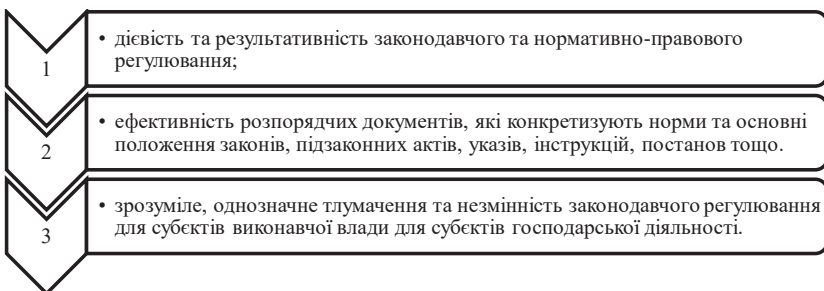 1
• дієвість та результативність законодавчого та нормативно-правового
регулювання;
2
• ефективність розпорядчих документів, які конкретизують норми та основні
положення законів, підзаконних актів, указів, інструкцій, постанов тощо.
3
• зрозуміле, однозначне тлумачення та незмінність законодавчого регулювання
для суб'єктів виконавчої влади для суб'єктів господарської діяльності.